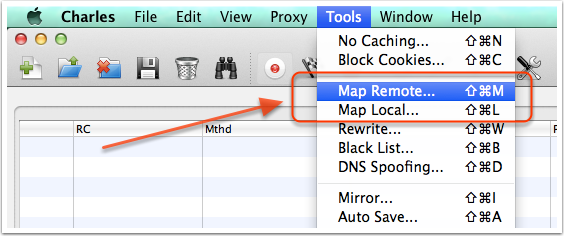 Charles File Edit View Proxy Tools Window Help
No Caching... ⇧⌘N
Block Cookies... ⇧⌘C
Map Remote... ⇧⌘M
Map Local... ⇧⌘L
RC Mthd
Rewrite... ⇧⌘W
Black List... ⇧⌘B
DNS Spoofing... ⇧⌘D
Mirror... ⇧⌘I
Auto Save... ⇧⌘A